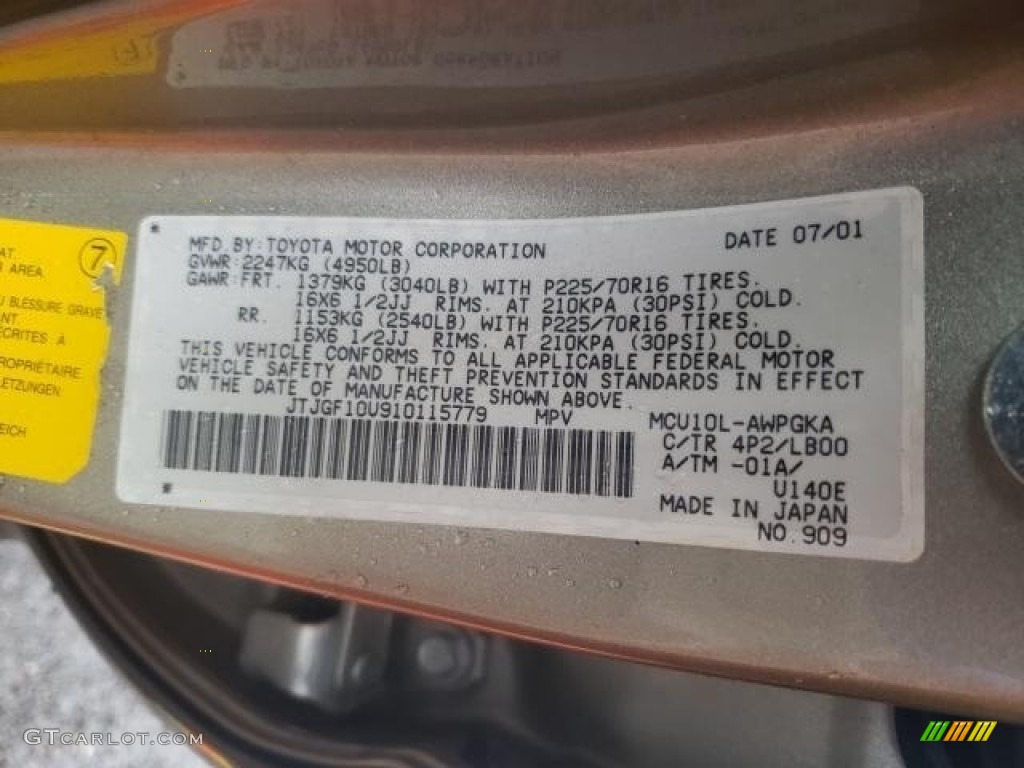 7
AT.
AREA.
U BLESSURE GRAVE
ANT.
ECRITES A
PROPRIÉTAIRE.
LETZUNGEN
REICH
DATE 07/01
MFD.BY:TOYOTA MOTOR CORPORATION
GVWR:2247KG (4950LB)
GAWR:FRT. 1379KG (3040LB) WITH P225/70R16 TIRES.
16X6 1/2JJ RIMS. AT 210KPA (30PSI) COLD.
RR. 1153KG (2540LB) WITH P225/70R16 TIRES.
16X6 1/2JJ RIMS. AT 210KPA (30PSI) COLD.
THIS VEHICLE CONFORMS TO ALL APPLICABLE FEDERAL MOTOR
VEHICLE SAFETY AND THEFT PREVENTION STANDARDS IN EFFECT
ON THE DATE OF MANUFACTURE SHOWN ABOVE.
JTJGF10U910115779 MPV
MCU10L-AWPGKA
C/TR 4P2/LB00
A/TM -01A/
U140E
MADE IN JAPAN
NO.909
GTCARLOT.COM